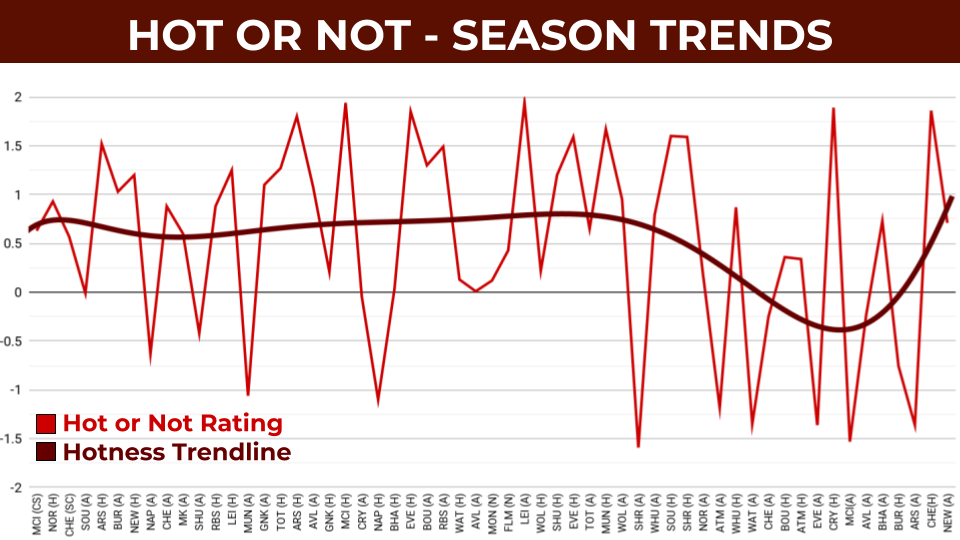 HOT OR NOT - SEASON TRENDS
2
1.5
1
0.5
0
-0.5
-1
-1.5
-2
Hot or Not Rating
Hotness Trendline
MCI (CS)
NOR (H)
CHE (SC)
SOU (A)
ARS (H)
BUR (A)
NEW (H)
NAP (A)
CHE (A)
MK (A)
SHU (A)
RBS (H)
LEI (H)
MUN (A)
GNK (A)
TOT (H)
ARS (H)
AVL (A)
GNK (H)
MCI (H)
CRY (A)
NAP (H)
BHA (H)
EVE (H)
BOU (A)
RBS (A)
WAT (H)
AVL (A)
MON (N)
FLM (N)
LEI (A)
WOL (H)
SHU (H)
EVE (H)
TOT (A)
MUN (H)
WOL (A)
SHR (A)
WHU (A)
SOU (H)
SHR (H)
NOR (A)
ATM (A)
WHU (H)
WAT (A)
CHE (A)
BOU (H)
ATM (H)
EVE (A)
CRY (H)
MCI(A)
AVL (A)
BHA (A)
BUR (H)
ARS (A)
CHE(H)
NEW (A)